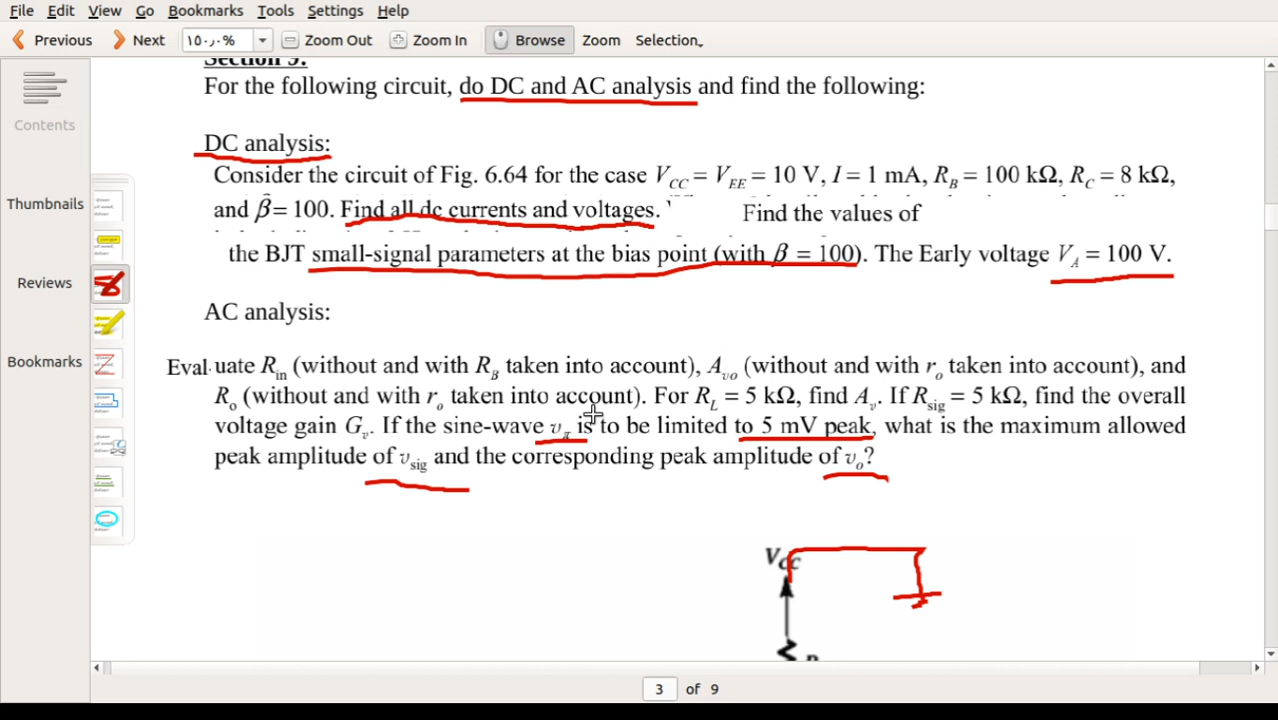 File Edit View Go Bookmarks Tools Settings Help
Previous Next ١٥٠٫٠% Zoom Out Zoom In Browse Zoom Selection
Section 9:
For the following circuit, do DC and AC analysis and find the following:
Contents
DC analysis:
Consider the circuit of Fig. 6.64 for the case V_CC = V_EE = 10 V, I = 1 mA, R_B = 100 kΩ, R_C = 8 kΩ,
Thumbnails
and β = 100. Find all dc currents and voltages. Find the values of
the BJT small-signal parameters at the bias point (with β = 100). The Early voltage V_A = 100 V.
Reviews
AC analysis:
Bookmarks
Evaluate R_in (without and with R_B taken into account), A_vo (without and with r_o taken into account), and
R_o (without and with r_o taken into account). For R_L = 5 kΩ, find A_v. If R_sig = 5 kΩ, find the overall
voltage gain G_v. If the sine-wave v_π is to be limited to 5 mV peak, what is the maximum allowed
peak amplitude of v_sig and the corresponding peak amplitude of v_o?
V_CC
3 of 9